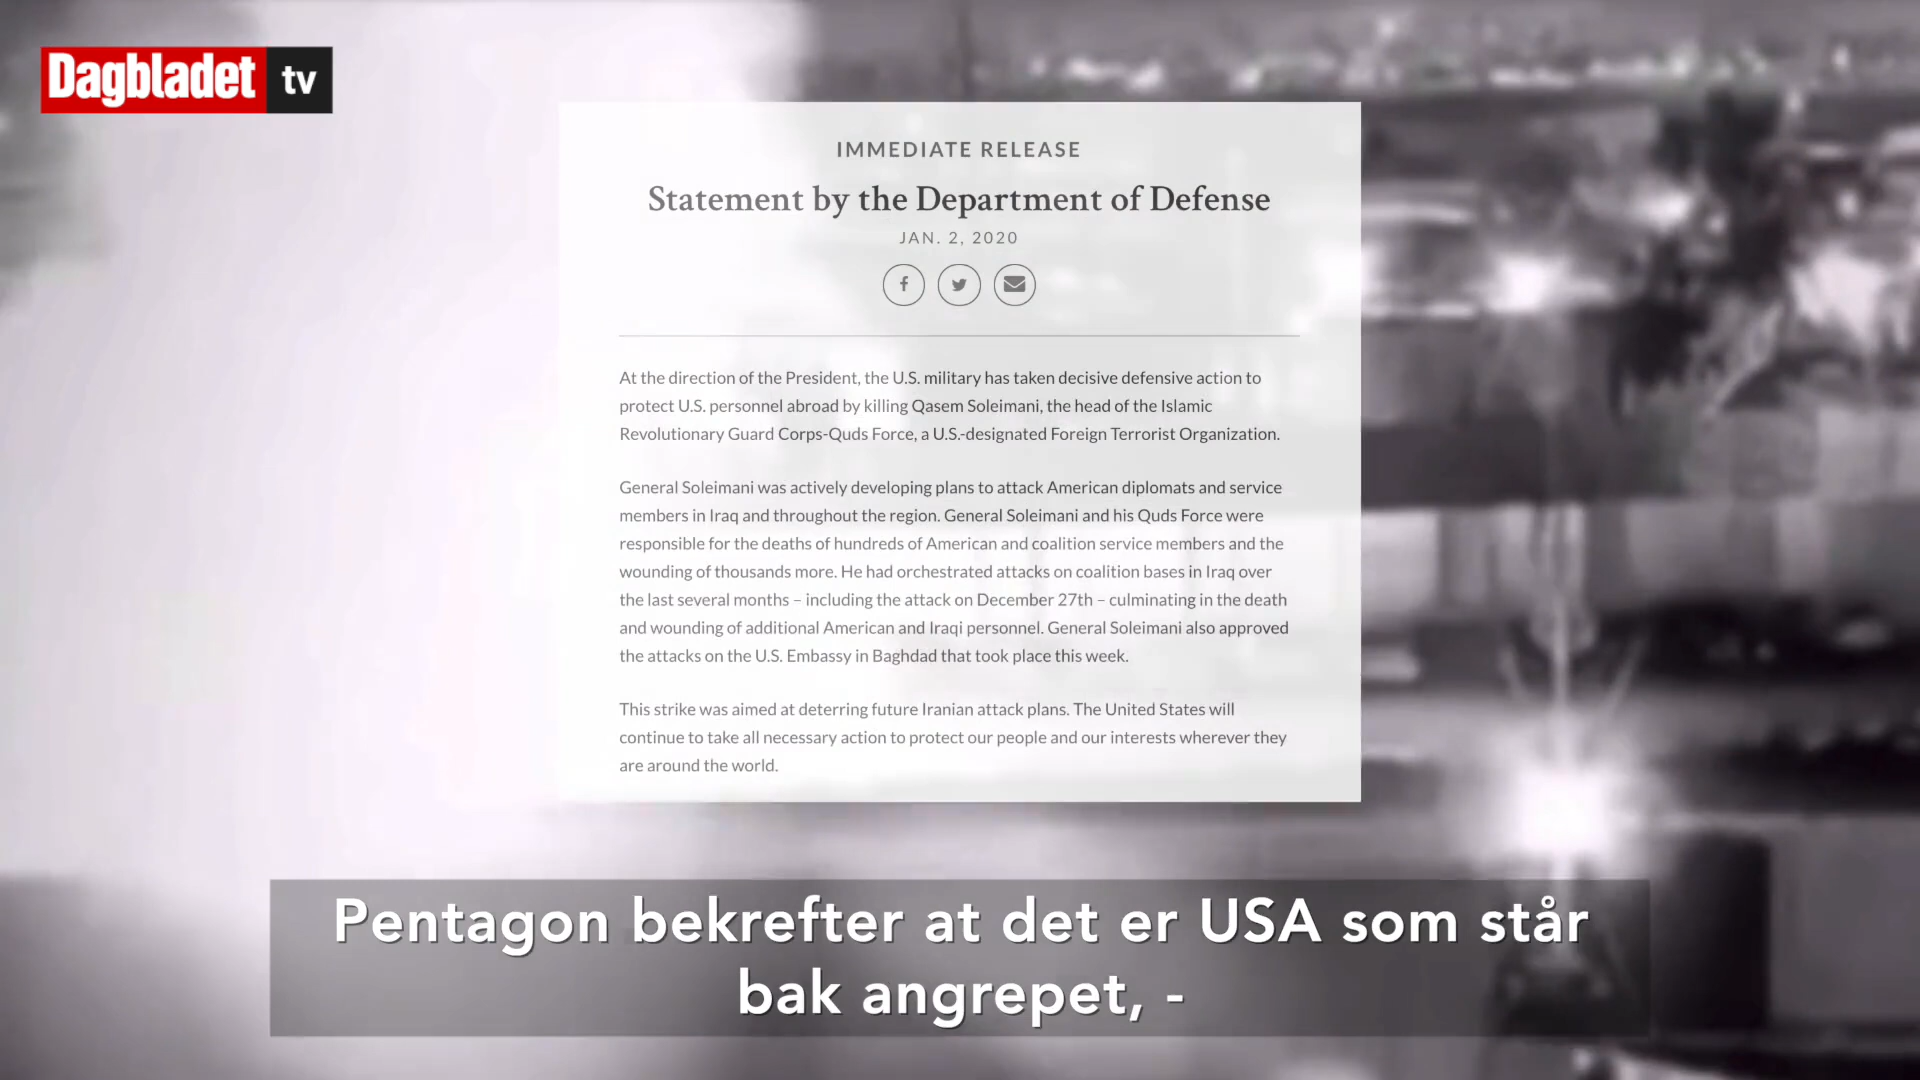 Dagbladet tv
IMMEDIATE RELEASE
Statement by the Department of Defense
JAN. 2, 2020
At the direction of the President, the U.S. military has taken decisive defensive action to
protect U.S. personnel abroad by killing Qasem Soleimani, the head of the Islamic
Revolutionary Guard Corps-Quds Force, a U.S.-designated Foreign Terrorist Organization.
General Soleimani was actively developing plans to attack American diplomats and service
members in Iraq and throughout the region. General Soleimani and his Quds Force were
responsible for the deaths of hundreds of American and coalition service members and the
wounding of thousands more. He had orchestrated attacks on coalition bases in Iraq over
the last several months – including the attack on December 27th – culminating in the death
and wounding of additional American and Iraqi personnel. General Soleimani also approved
the attacks on the U.S. Embassy in Baghdad that took place this week.
This strike was aimed at deterring future Iranian attack plans. The United States will
continue to take all necessary action to protect our people and our interests wherever they
are around the world.
Pentagon bekrefter at det er USA som står
bak angrepet, -